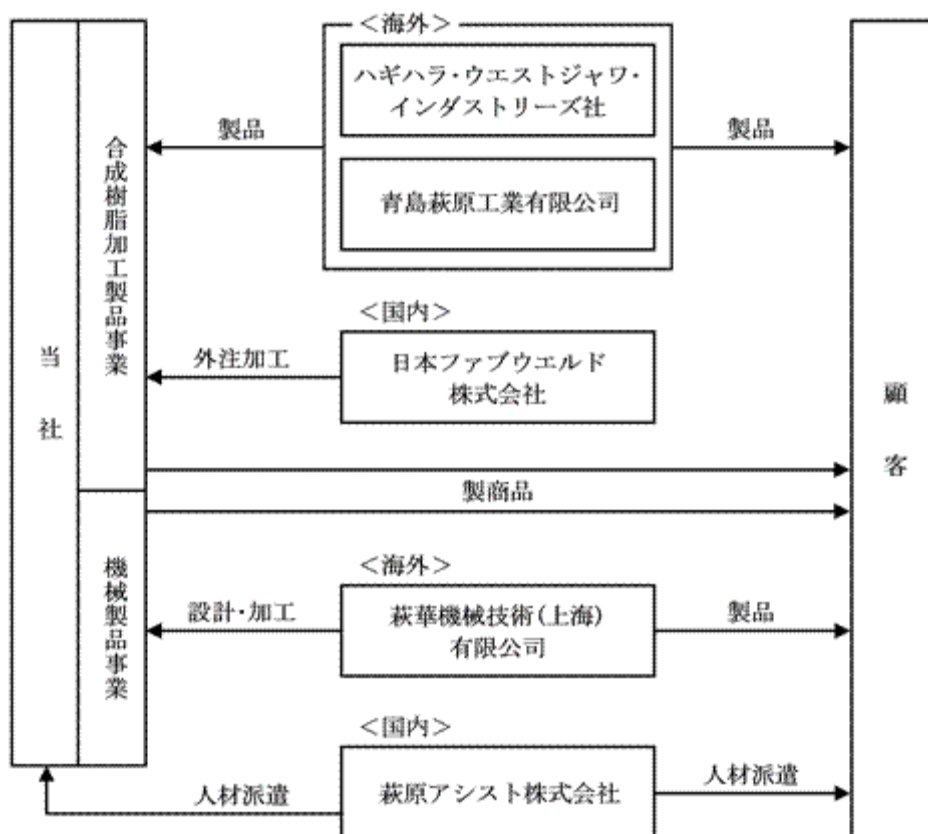 当社
合成樹脂加工製品事業
機械製品事業
＜海外＞
ハギハラ・ウエストジャワ・
インダストリーズ社
青島萩原工業有限公司
製品
製品
＜国内＞
日本ファブウエルド
株式会社
外注加工
製商品
＜海外＞
萩華機械技術(上海)
有限公司
設計・加工
製品
＜国内＞
萩原アシスト株式会社
人材派遣
人材派遣
顧客